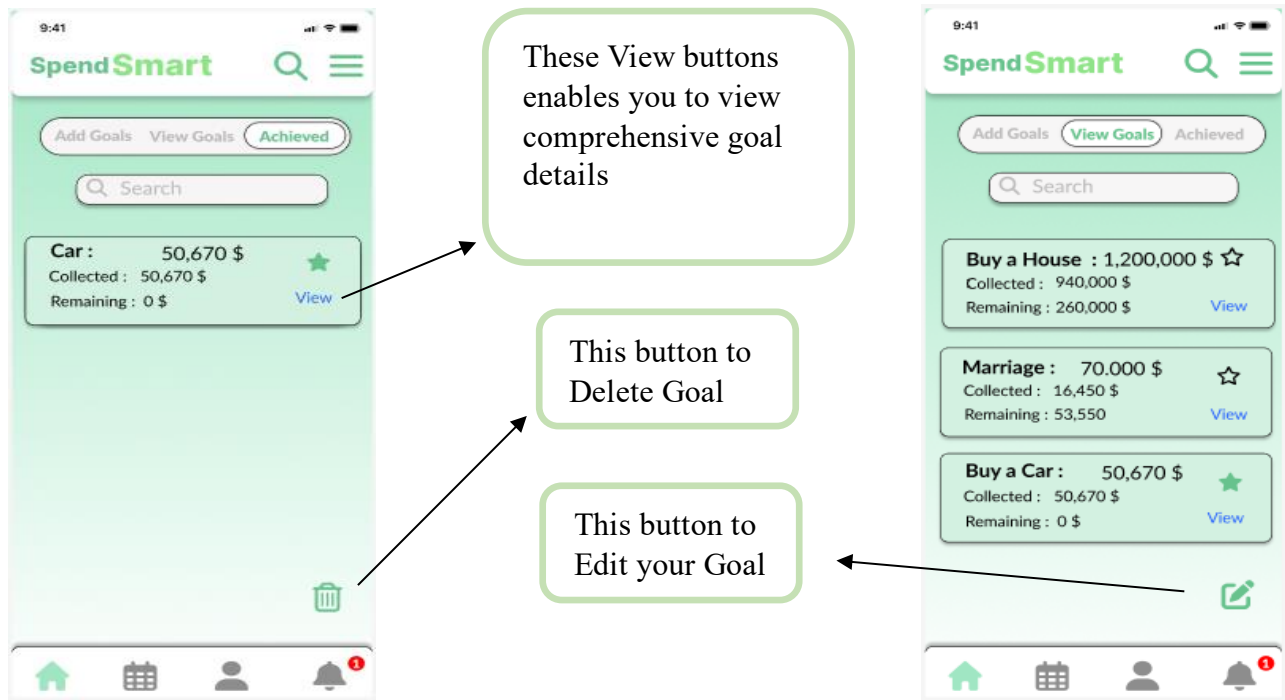 9:41
SpendSmart
Add Goals View Goals Achieved
Search
Car : 50,670 $
Collected : 50,670 $
Remaining : 0 $
View
1
These View buttons
enables you to view
comprehensive goal
details
This button to
Delete Goal
This button to
Edit your Goal
9:41
SpendSmart
Add Goals View Goals Achieved
Search
Buy a House : 1,200,000 $
Collected : 940,000 $
Remaining : 260,000 $
View
Marriage : 70.000 $
Collected : 16,450 $
Remaining : 53,550
View
Buy a Car : 50,670 $
Collected : 50,670 $
Remaining : 0 $
View
1